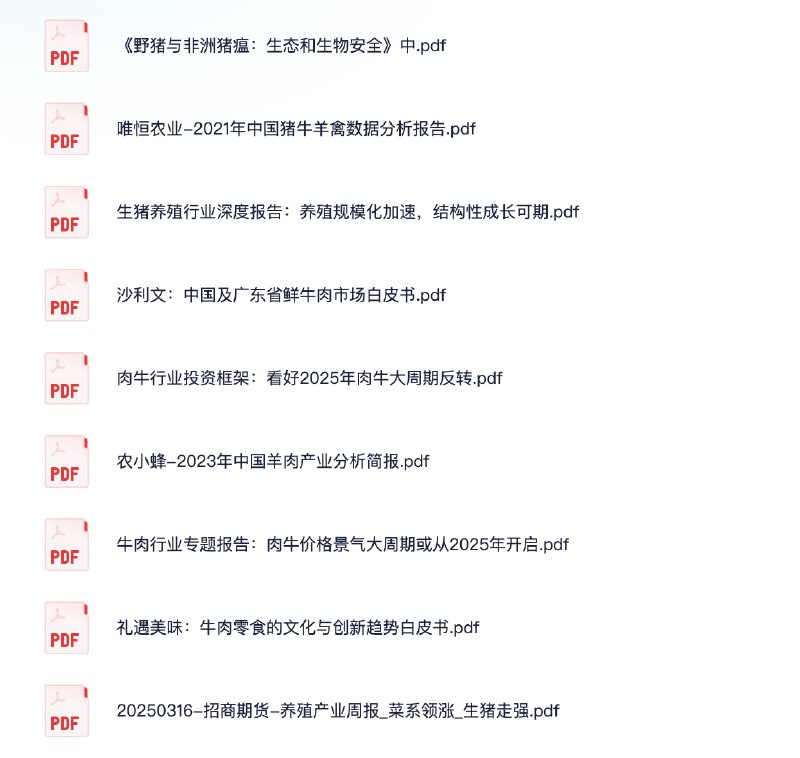 PDF
《野猪与非洲猪瘟：生态和生物安全》中.pdf
PDF
唯恒农业-2021年中国猪牛羊禽数据分析报告.pdf
PDF
生猪养殖行业深度报告：养殖规模化加速，结构性成长可期.pdf
PDF
沙利文：中国及广东省鲜牛肉市场白皮书.pdf
PDF
肉牛行业投资框架：看好2025年肉牛大周期反转.pdf
PDF
农小蜂-2023年中国羊肉产业分析简报.pdf
PDF
牛肉行业专题报告：肉牛价格景气大周期或从2025年开启.pdf
PDF
礼遇美味：牛肉零食的文化与创新趋势白皮书.pdf
PDF
20250316-招商期货-养殖产业周报_菜系领涨_生猪走强.pdf